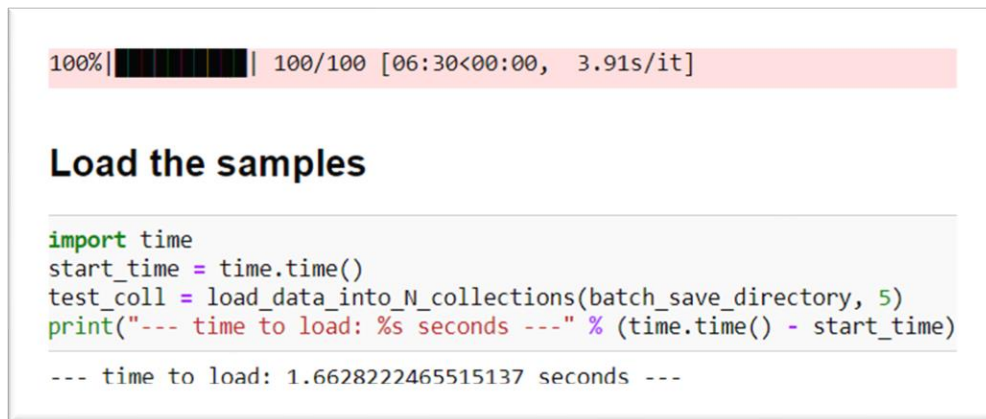 100%|██████████| 100/100 [06:30<00:00,  3.91s/it]
Load the samples
import time
start_time = time.time()
test_coll = load_data_into_N_collections(batch_save_directory, 5)
print("--- time to load: %s seconds ---" % (time.time() - start_time)
--- time to load: 1.6628222465515137 seconds ---